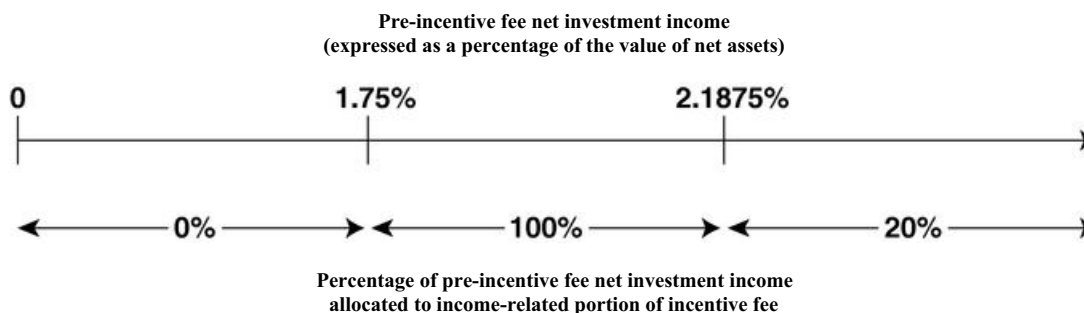 Pre-incentive fee net investment income
(expressed as a percentage of the value of net assets)
0 1.75% 2.1875%
0% 100% 20%
Percentage of pre-incentive fee net investment income
allocated to income-related portion of incentive fee